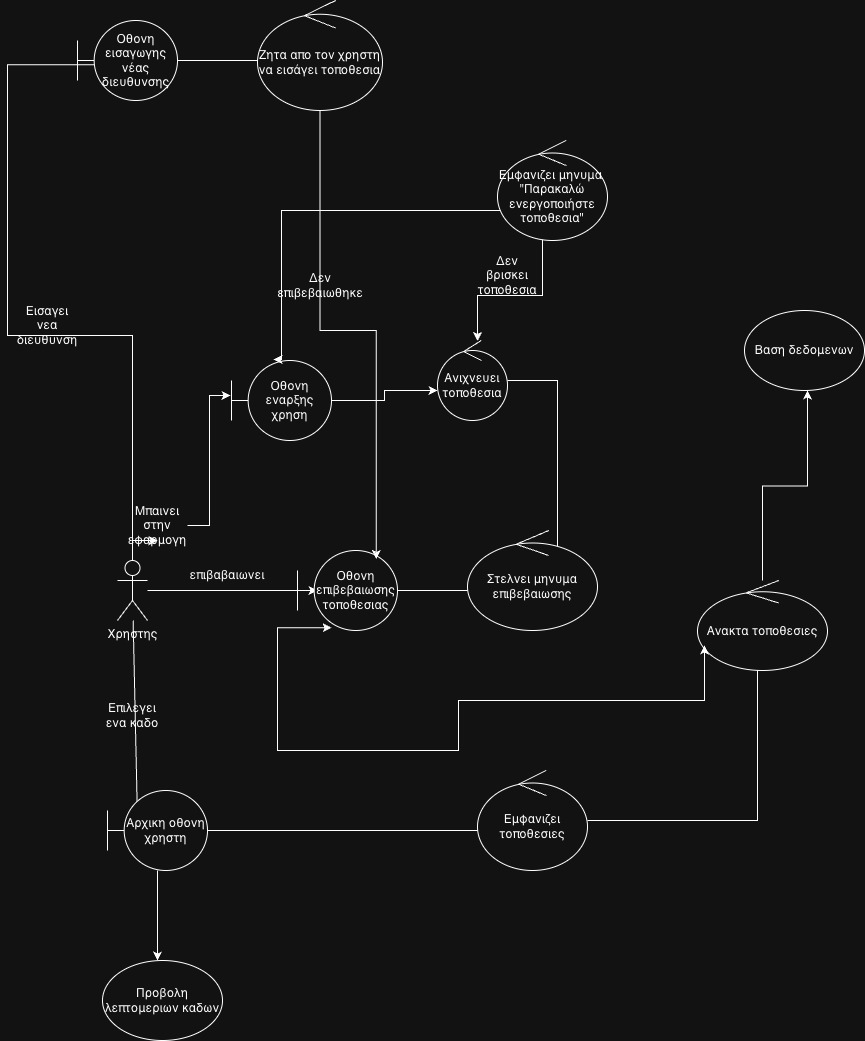 Οθονη
εισαγωγης
νέας
διευθυνσης
Ζητα απο τον χρηστη
να εισάγει τοποθεσια
Εμφανιζει μηνυμα
"Παρακαλώ
ενεργοποιήστε
τοποθεσια"
Δεν
βρισκει
τοποθεσια
Δεν
επιβεβαιωθηκε
Εισαγει
νεα
διευθυνση
Βαση δεδομενων
Οθονη
εναρξης
χρηση
Ανιχνευει
τοποθεσια
Μπαινει
στην
εφαρμογη
επιβαβαιωνει
Οθονη
επιβεβαιωσης
τοποθεσιας
Στελνει μηνυμα
επιβεβαιωσης
Χρηστης
Ανακτα τοποθεσιες
Επιλεγει
ενα καδο
Αρχικη οθονη
χρηστη
Εμφανιζει
τοποθεσιες
Προβολη
λεπτομεριων καδων